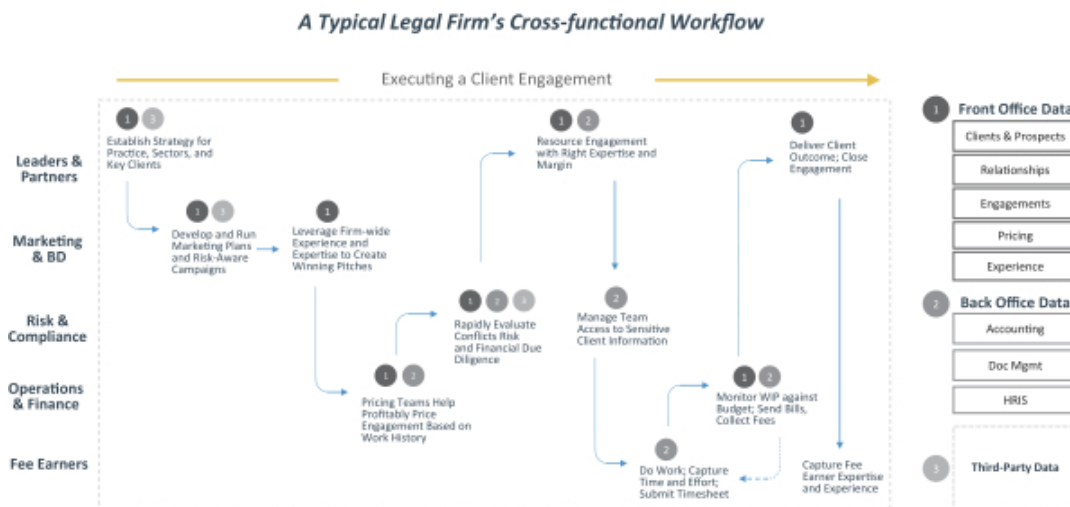 A Typical Legal Firm's Cross-functional Workflow
Executing a Client Engagement
Leaders &
Partners
1 3
Establish Strategy for
Practice, Sectors, and
Key Clients
1 2
Resource Engagement
with Right Expertise and
Margin
1
Deliver Client
Outcome; Close
Engagement
Marketing
& BD
1 3
Develop and Run
Marketing Plans
and Risk-Aware
Campaigns
1
Leverage Firm-wide
Experience and
Expertise to Create
Winning Pitches
Risk &
Compliance
1 2 3
Rapidly Evaluate
Conflicts Risk
and Financial Due
Diligence
2
Manage Team
Access to Sensitive
Client Information
Operations
& Finance
1 2
Pricing Teams Help
Profitably Price
Engagement Based on
Work History
1 2
Monitor WIP against
Budget; Send Bills,
Collect Fees
Fee Earners
2
Do Work; Capture
Time and Effort;
Submit Timesheet
Capture Fee
Earner Expertise
and Experience
1 Front Office Data
Clients & Prospects
Relationships
Engagements
Pricing
Experience
2 Back Office Data
Accounting
Doc Mgmt
HRIS
3 Third-Party Data